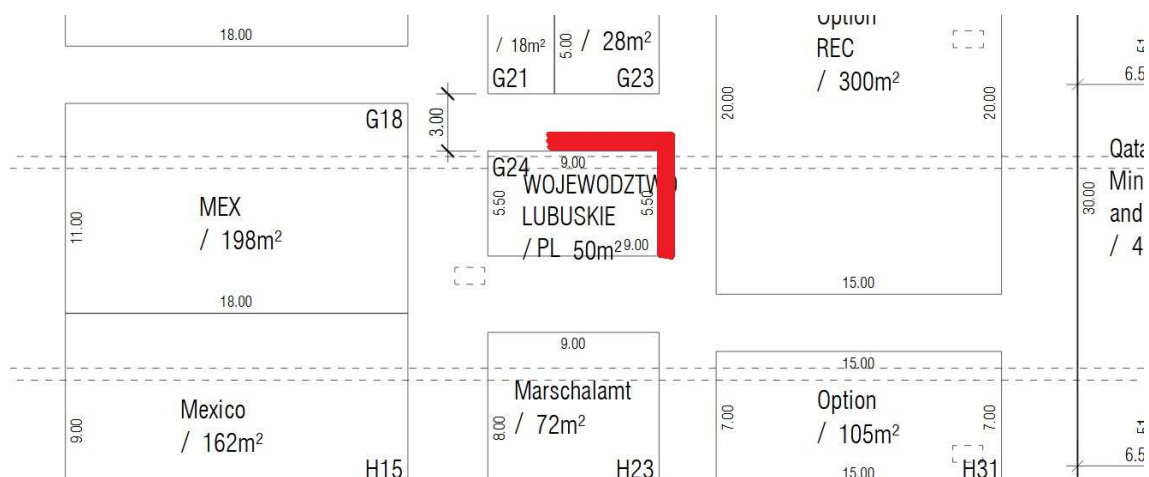 18.00
/ 18m²
5.00
/ 28m²
G21
G23
Option
REC
/ 300m²
20.00
20.00
6.5
G18
3.00
9.00
G24
WOJEWODZTWO
LUBUSKIE
/ PL 50m²
5.50
5.50
9.00
MEX
/ 198m²
11.00
18.00
15.00
Qata
Min
and
/ 4
30.00
9.00
Marschalamt
/ 72m²
8.00
H23
Mexico
/ 162m²
9.00
H15
15.00
Option
/ 105m²
7.00
7.00
15.00
H31
6.5